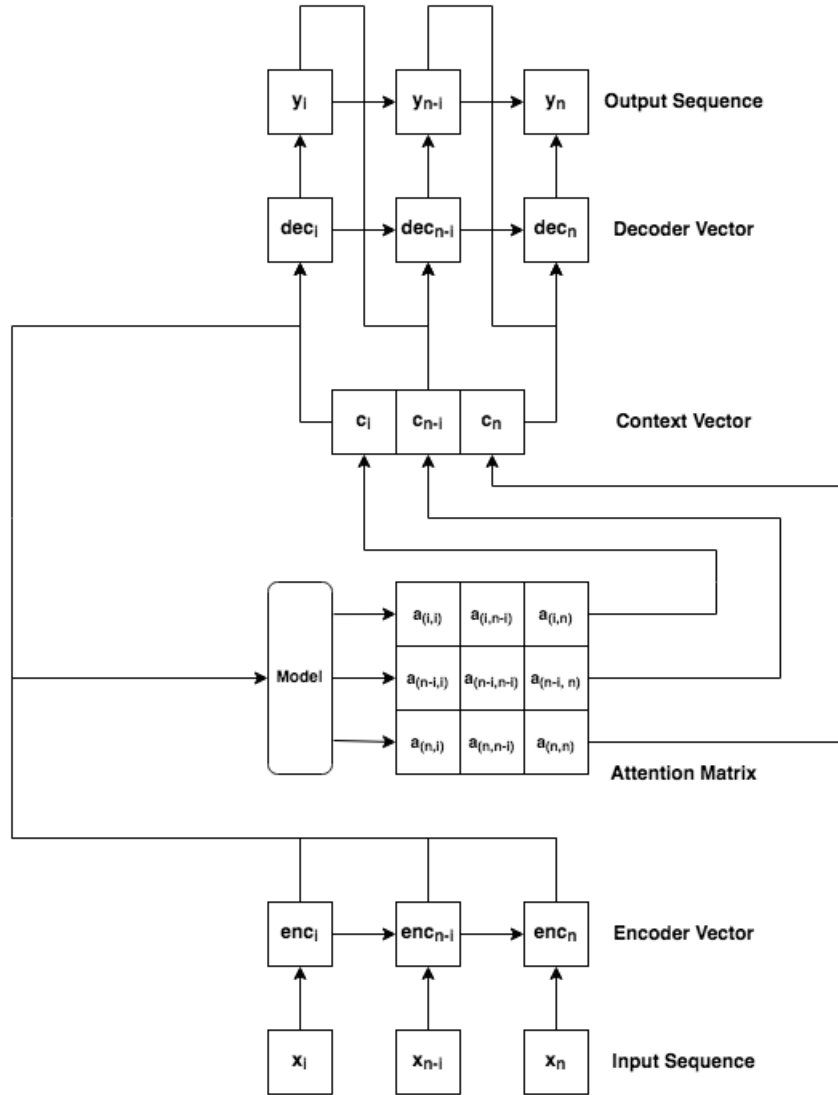 yi yn-i yn Output Sequence
deci decn-i decn Decoder Vector
ci cn-i cn Context Vector
a(i,i) a(i,n-i) a(i,n)
Model a(n-i,i) a(n-i,n-i) a(n-i, n)
a(n,i) a(n,n-i) a(n,n)
Attention Matrix
enci encn-i encn Encoder Vector
xi xn-i xn Input Sequence